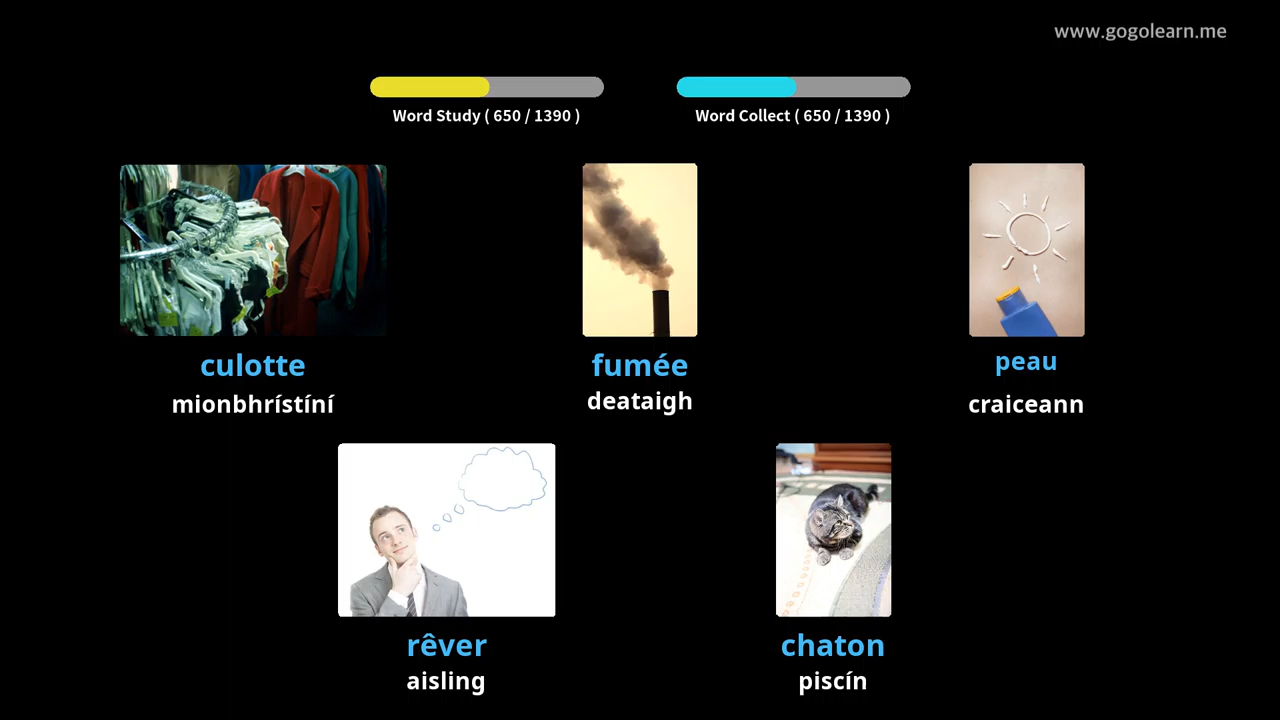 www.gogolearn.me
Word Study ( 650 / 1390 )
Word Collect ( 650 / 1390 )
culotte
mionbhrístíní
fumée
deataigh
peau
craiceann
rêver
aisling
chaton
piscín